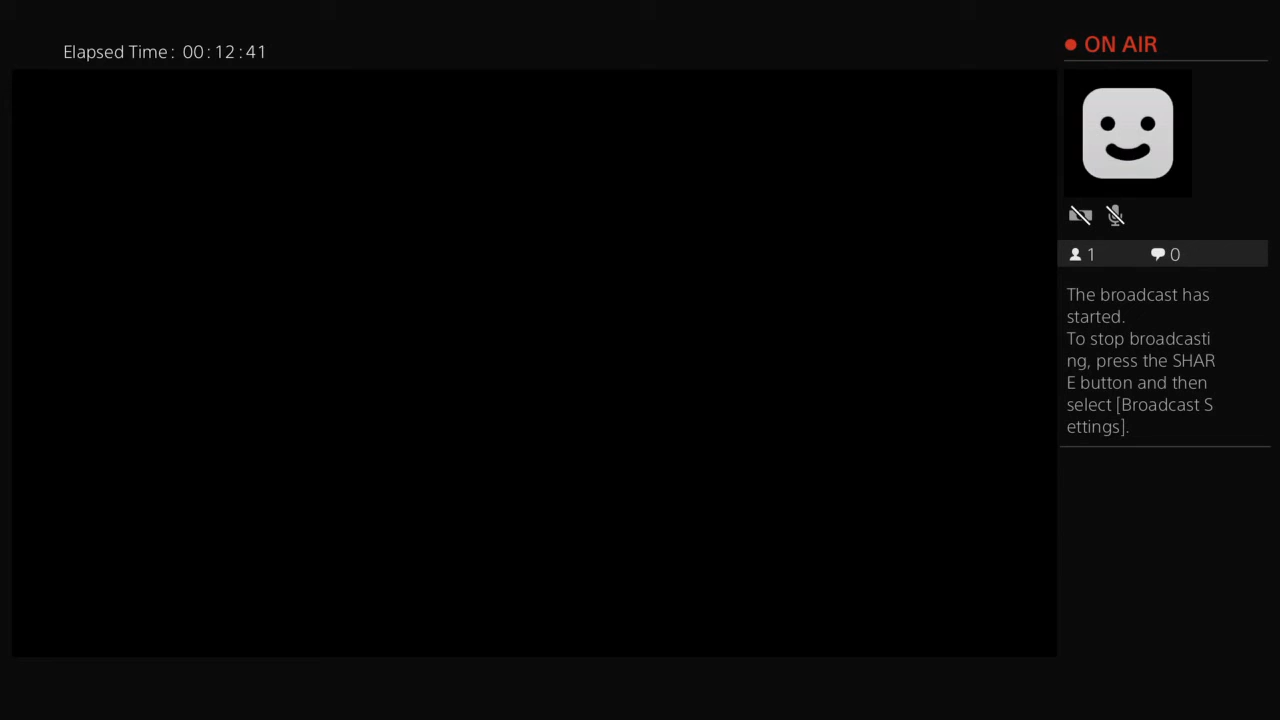 Elapsed Time: 00:12:41
ON AIR
1 0
The broadcast has
started.
To stop broadcasti
ng, press the SHAR
E button and then
select [Broadcast S
ettings].